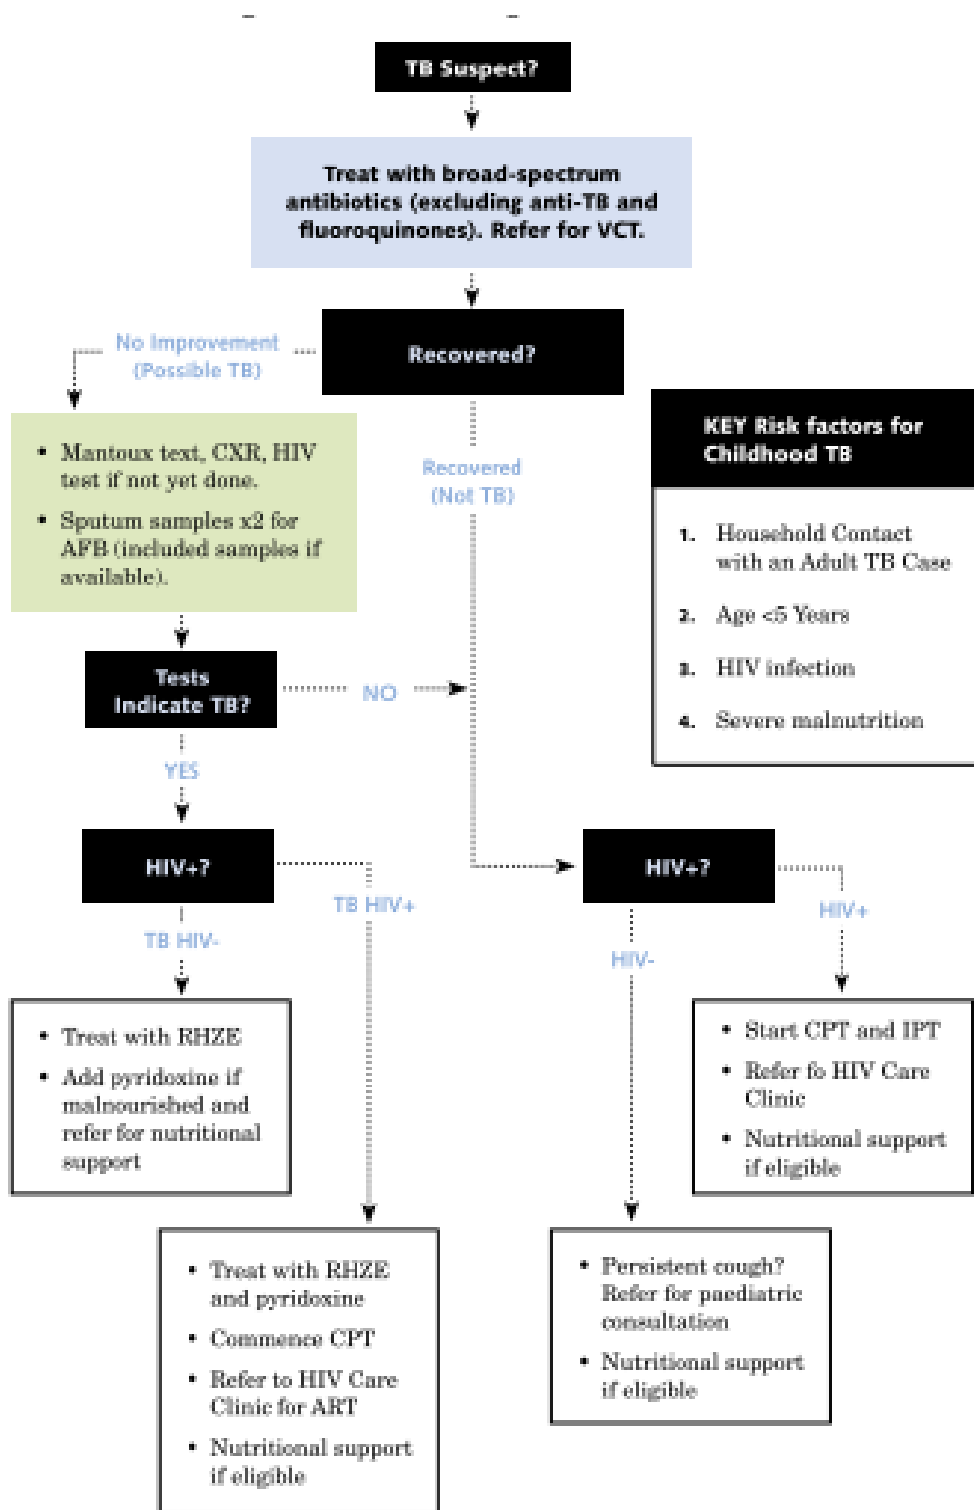 TB Suspect?
Treat with broad-spectrum
antibiotics (excluding anti-TB and
fluoroquinones). Refer for VCT.
Recovered?
No Improvement
(Possible TB)
• Mantoux text, CXR, HIV
test if not yet done.
• Sputum samples x2 for
AFB (included samples if
available).
Recovered
(Not TB)
KEY Risk factors for
Childhood TB
1. Household Contact
with an Adult TB Case
2. Age <5 Years
3. HIV infection
4. Severe malnutrition
Tests
Indicate TB?
NO
YES
HIV+?
TB HIV+
TB HIV-
HIV+?
HIV+
HIV-
• Treat with RHZE
• Add pyridoxine if
malnourished and
refer for nutritional
support
• Start CPT and IPT
• Refer fo HIV Care
Clinic
• Nutritional support
if eligible
• Treat with RHZE
and pyridoxine
• Commence CPT
• Refer to HIV Care
Clinic for ART
• Nutritional support
if eligible
• Persistent cough?
Refer for paediatric
consultation
• Nutritional support
if eligible